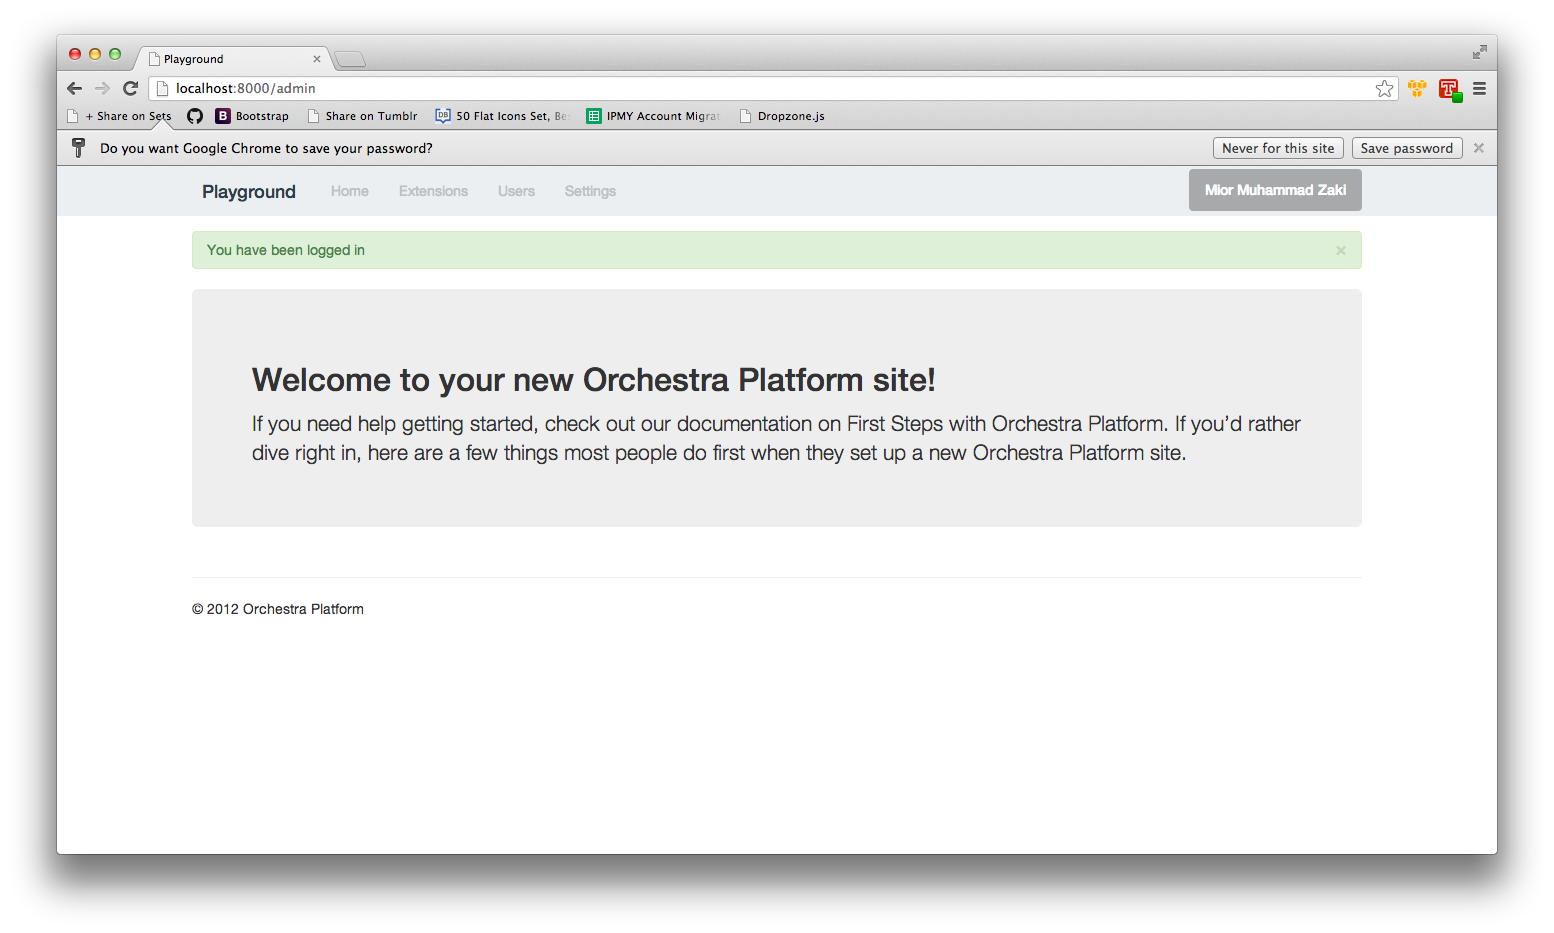 Playground
localhost:8000/admin
+ Share on Sets
Bootstrap
Share on Tumblr
50 Flat Icons Set, Be
IPMY Account Migrat
Dropzone.js
Do you want Google Chrome to save your password?
Never for this site
Save password
Playground
Home
Extensions
Users
Settings
Mior Muhammad Zaki
You have been logged in
Welcome to your new Orchestra Platform site!
If you need help getting started, check out our documentation on First Steps with Orchestra Platform. If you’d rather
dive right in, here are a few things most people do first when they set up a new Orchestra Platform site.
© 2012 Orchestra Platform